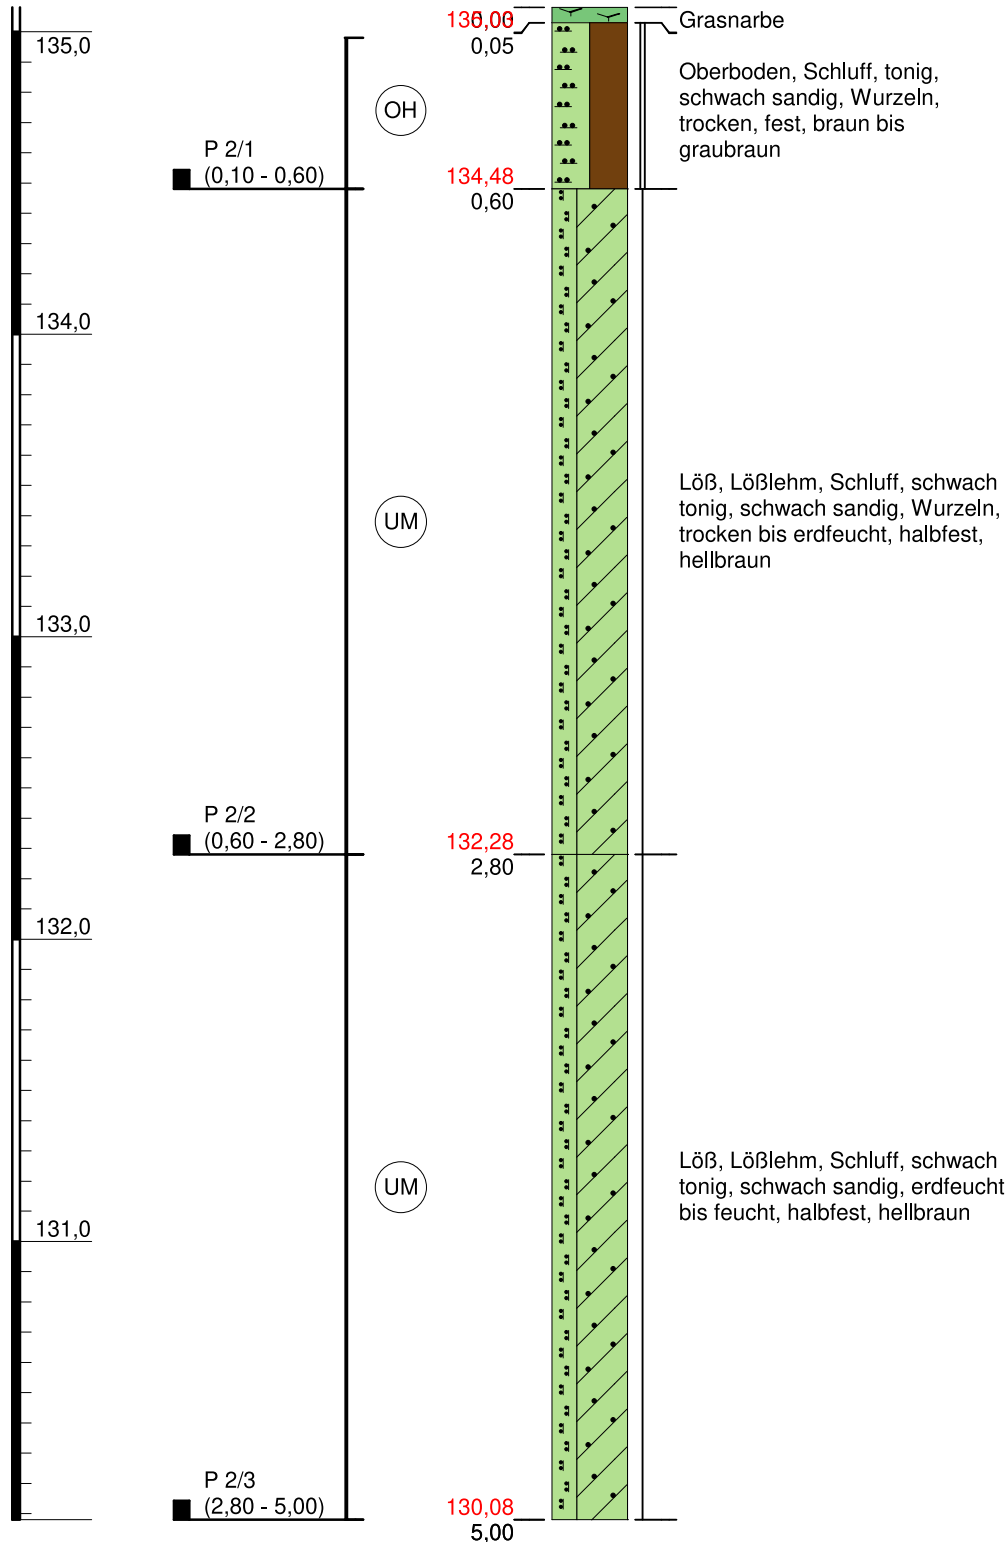 Grasnarbe
135,0
0,05
Oberboden, Schluff, tonig,
schwach sandig, Wurzeln,
trocken, fest, braun bis
graubraun
OH
P 2/1
(0,10 - 0,60)
134,48
0,60
134,0
Löß, Lößlehm, Schluff, schwach
tonig, schwach sandig, Wurzeln,
trocken bis erdfeucht, halbfest,
hellbraun
UM
133,0
P 2/2
(0,60 - 2,80)
132,28
2,80
132,0
Löß, Lößlehm, Schluff, schwach
tonig, schwach sandig, erdfeucht
bis feucht, halbfest, hellbraun
UM
131,0
P 2/3
(2,80 - 5,00)
130,08
5,00